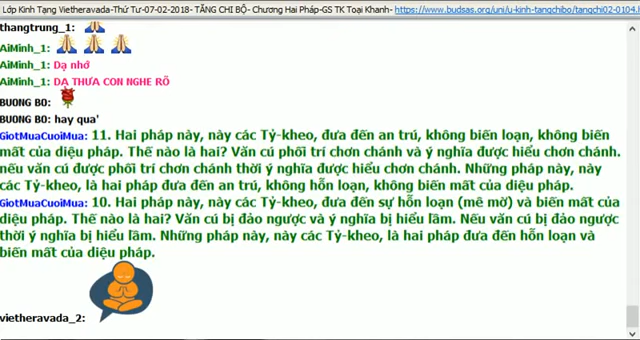 Lớp Kinh Tạng Vietheravada-Thứ Tư-07-02-2018- TĂNG CHI BỘ- Chương Hai Pháp-GS TK Toại Khanh- https://www.budsas.org/uni/u-kinh-tangchibo/tangchi02-0104.h
thangtrung_1:
AiMinh_1:
AiMinh_1: Dạ nhớ
AiMinh_1: DẠ THƯA CON NGHE RÕ
BUONG BO:
BUONG BO: hay qua'
GiotMuaCuoiMua: 11. Hai pháp này, này các Tỷ-kheo, đưa đến an trú, không biến loạn, không biến
mất của diệu pháp. Thế nào là hai? Văn cú phối trí chơn chánh và ý nghĩa được hiểu chơn chánh.
nếu văn cú được phối trí chơn chánh thời ý nghĩa được hiểu chơn chánh. Những pháp này, này
các Tỷ-kheo, là hai pháp đưa đến an trú, không hỗn loạn, không biến mất của diệu pháp.
GiotMuaCuoiMua: 10. Hai pháp này, này các Tỷ-kheo, đưa đến sự hỗn loạn (mê mờ) và biến mất của
diệu pháp. Thế nào là hai? Văn cú bị đảo ngược và ý nghĩa bị hiểu lầm. Nếu văn cú bị đảo ngược
thời ý nghĩa bị hiểu lầm. Những pháp này, này các Tỷ-kheo, là hai pháp đưa đến hỗn loạn và
biến mất của diệu pháp.
vietheravada_2: